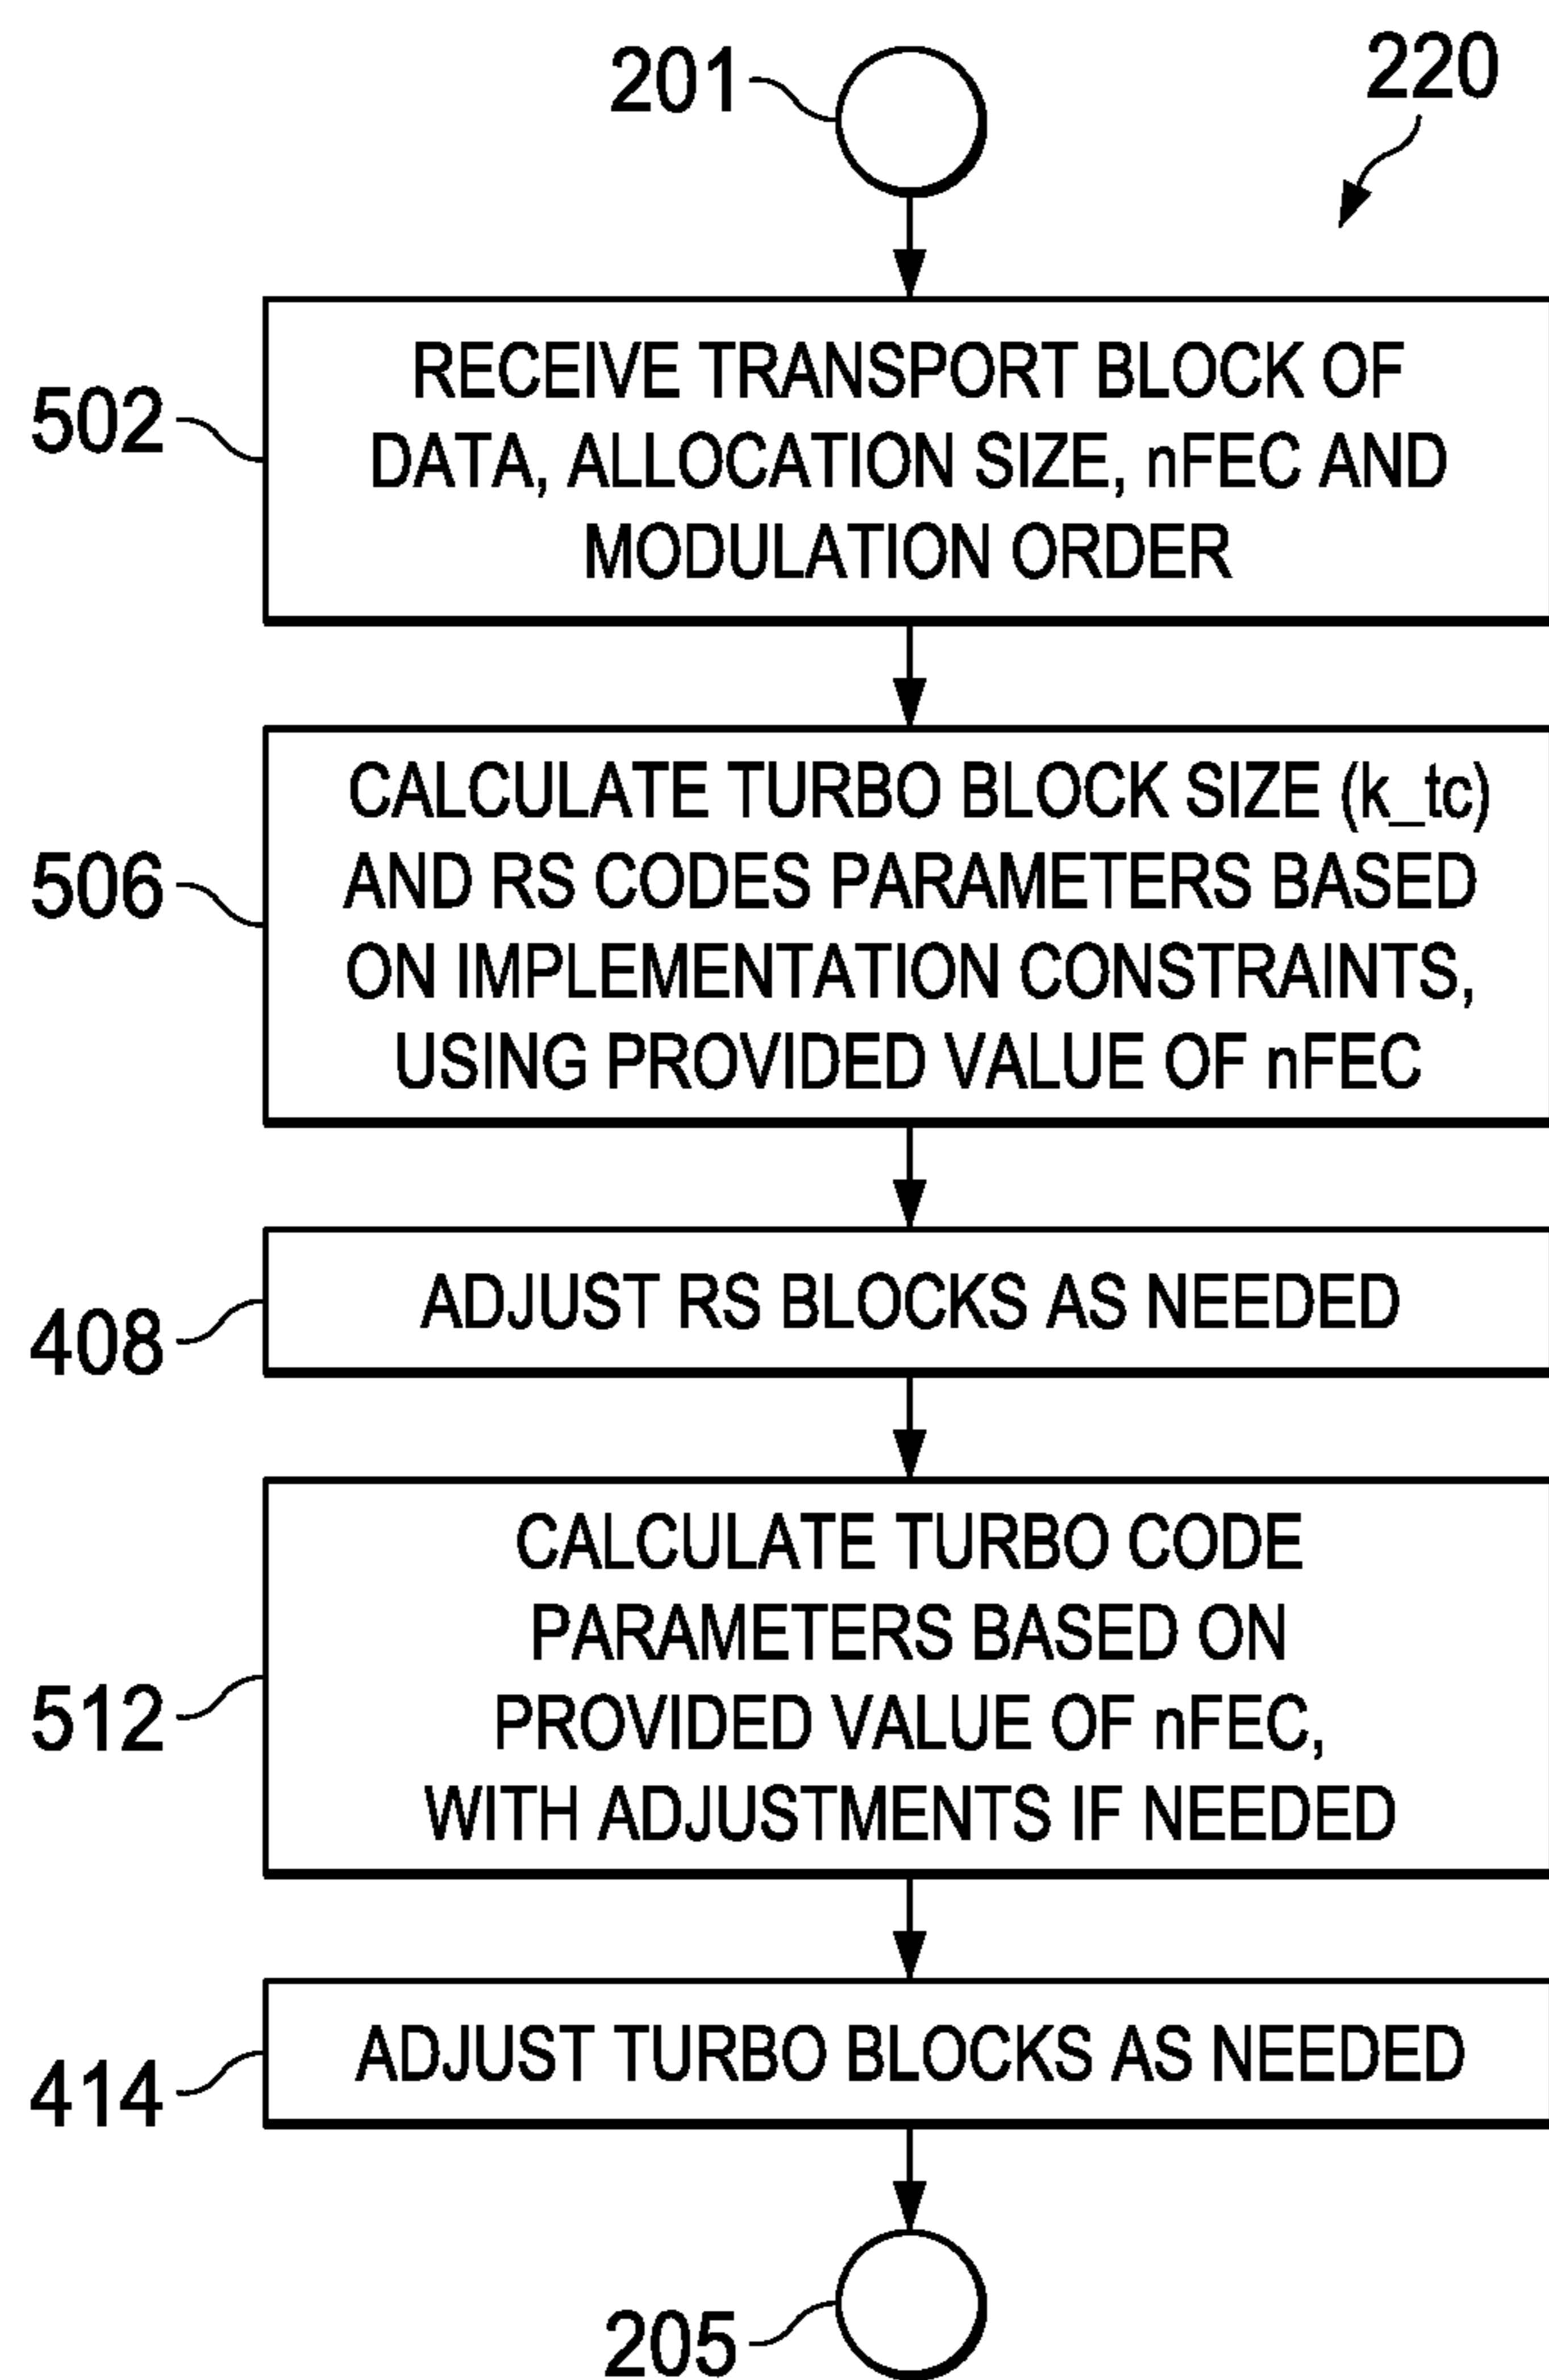 201
220
502
RECEIVE TRANSPORT BLOCK OF
DATA, ALLOCATION SIZE, nFEC AND
MODULATION ORDER
506
CALCULATE TURBO BLOCK SIZE (k_tc)
AND RS CODES PARAMETERS BASED
ON IMPLEMENTATION CONSTRAINTS,
USING PROVIDED VALUE OF nFEC
408
ADJUST RS BLOCKS AS NEEDED
512
CALCULATE TURBO CODE
PARAMETERS BASED ON
PROVIDED VALUE OF nFEC,
WITH ADJUSTMENTS IF NEEDED
414
ADJUST TURBO BLOCKS AS NEEDED
205